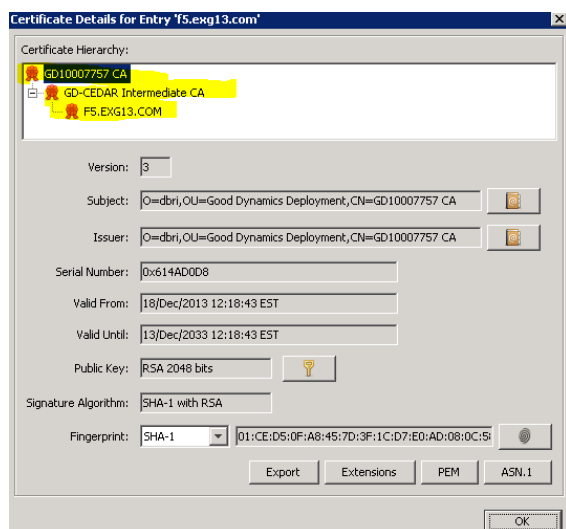 Certificate Details for Entry 'f5.exg13.com'
Certificate Hierarchy:
GD10007757 CA
GD-CEDAR Intermediate CA
F5.EXG13.COM
Version: 3
Subject: O=dbri,OU=Good Dynamics Deployment,CN=GD10007757 CA
Issuer: O=dbri,OU=Good Dynamics Deployment,CN=GD10007757 CA
Serial Number: 0x614AD0D8
Valid From: 18/Dec/2013 12:18:43 EST
Valid Until: 13/Dec/2033 12:18:43 EST
Public Key: RSA 2048 bits
Signature Algorithm: SHA-1 with RSA
Fingerprint: SHA-1 01:CE:D5:0F:A8:45:7D:3F:1C:D7:E0:AD:08:0C:
Export Extensions PEM ASN.1
OK